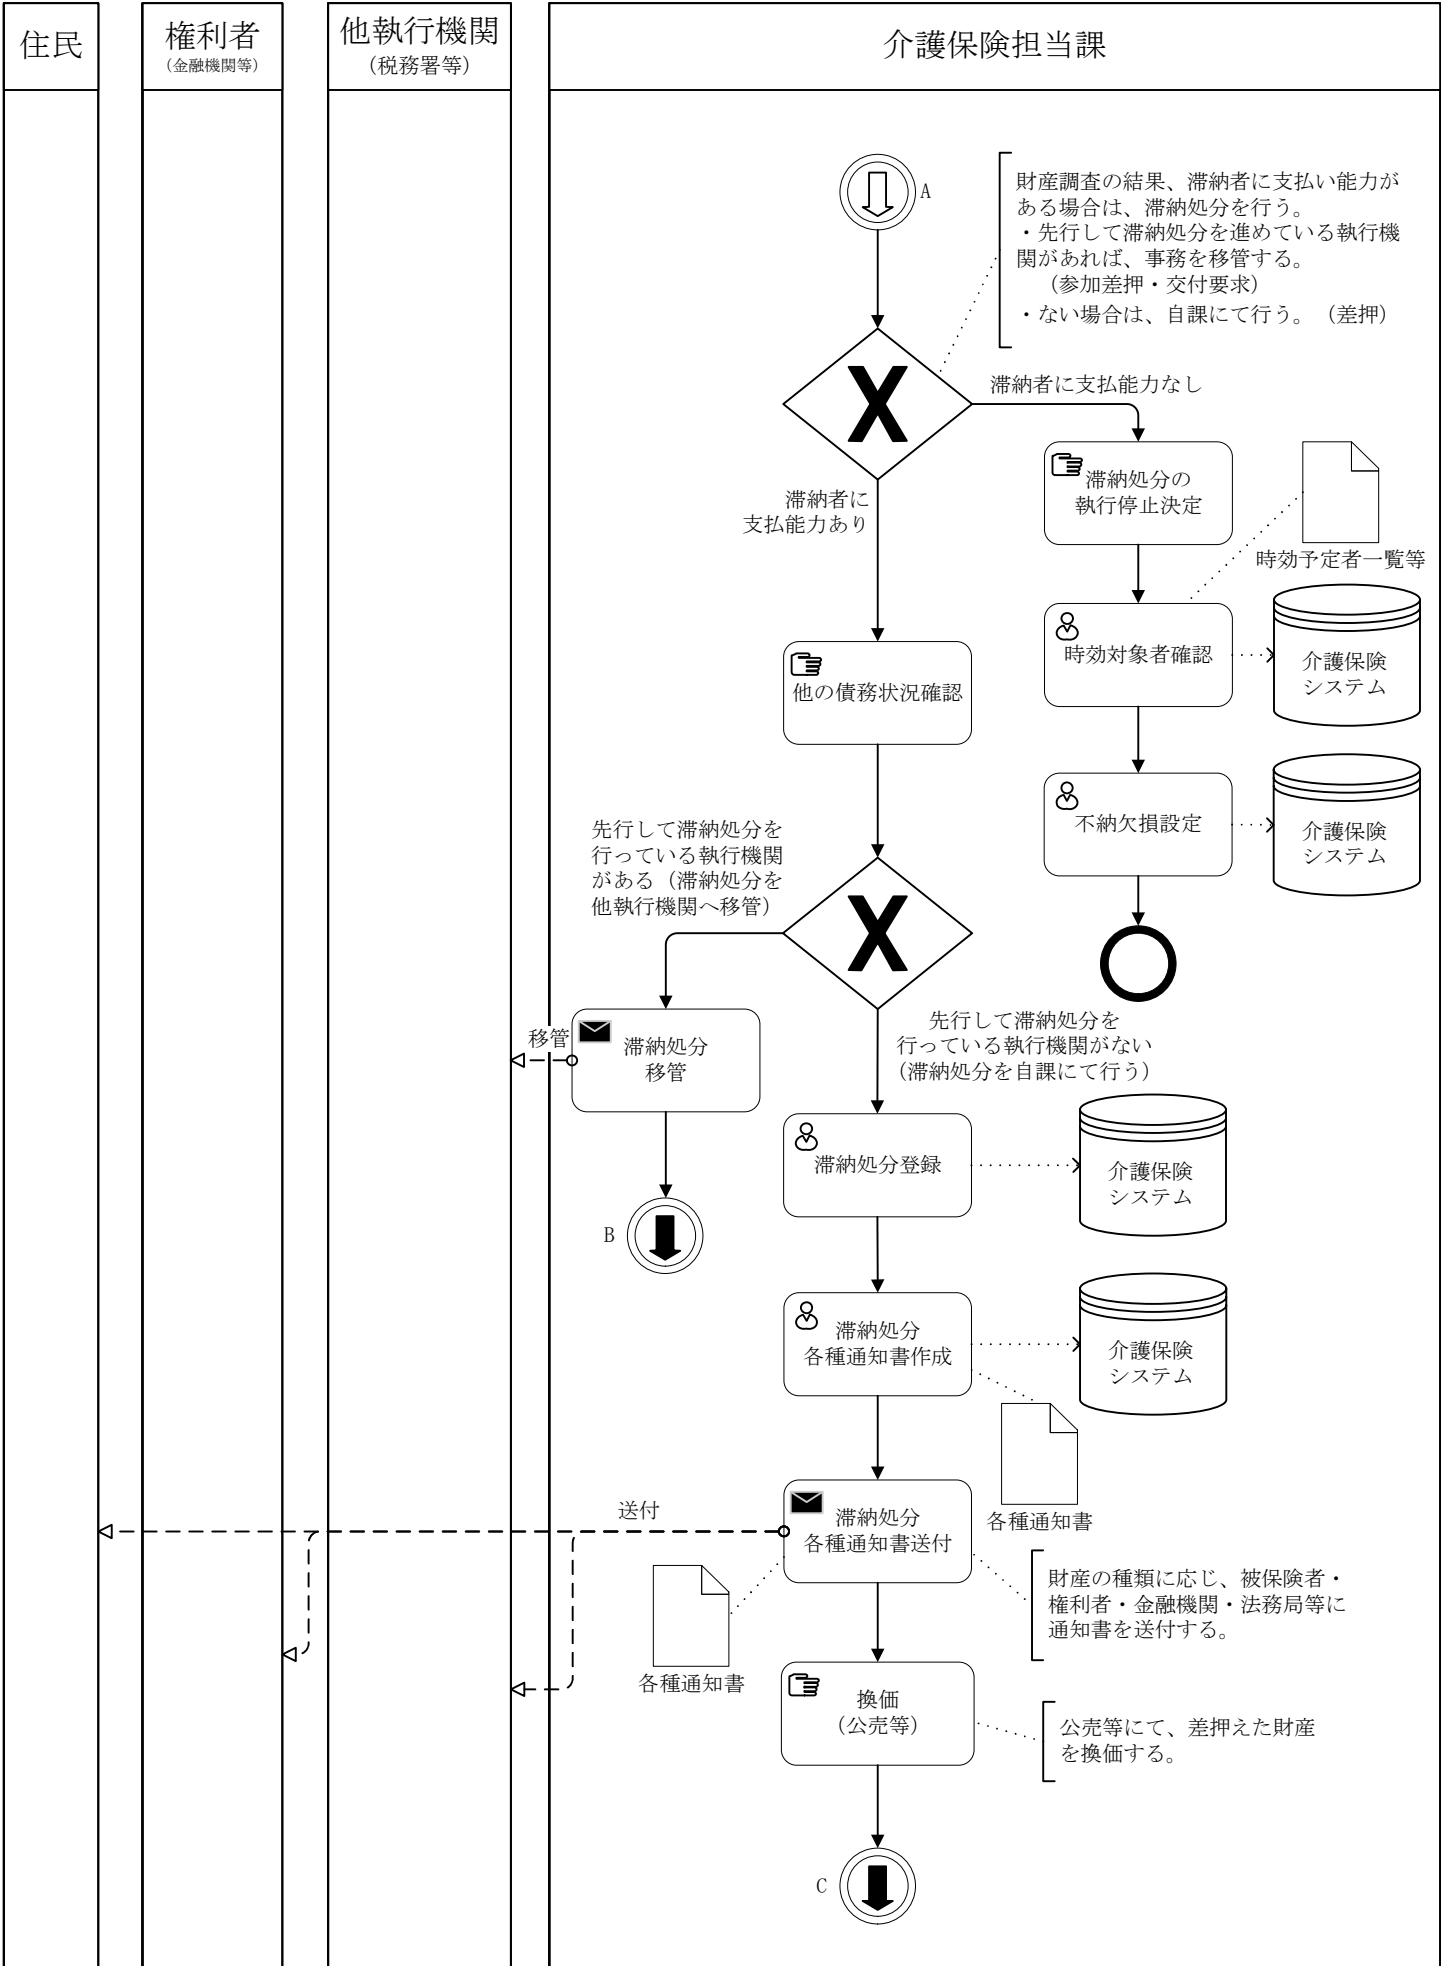 住民
権利者
（金融機関等）
他執行機関
（税務署等）
介護保険担当課
A
財産調査の結果、滞納者に支払い能力が
ある場合は、滞納処分を行う。
・先行して滞納処分を進めている執行機
関があれば、事務を移管する。
（参加差押・交付要求）
・ない場合は、自課にて行う。（差押）
滞納者に支払能力なし
滞納者に
支払能力あり
滞納処分の
執行停止決定
時効予定者一覧等
時効対象者確認
介護保険
システム
他の債務状況確認
不納欠損設定
介護保険
システム
先行して滞納処分を
行っている執行機関
がある（滞納処分を
他執行機関へ移管）
先行して滞納処分を
行っている執行機関がない
（滞納処分を自課にて行う）
移管
滞納処分
移管
滞納処分登録
介護保険
システム
B
滞納処分
各種通知書作成
介護保険
システム
各種通知書
送付
滞納処分
各種通知書送付
各種通知書
財産の種類に応じ、被保険者・
権利者・金融機関・法務局等に
通知書を送付する。
換価
（公売等）
公売等にて、差押えた財産
を換価する。
C